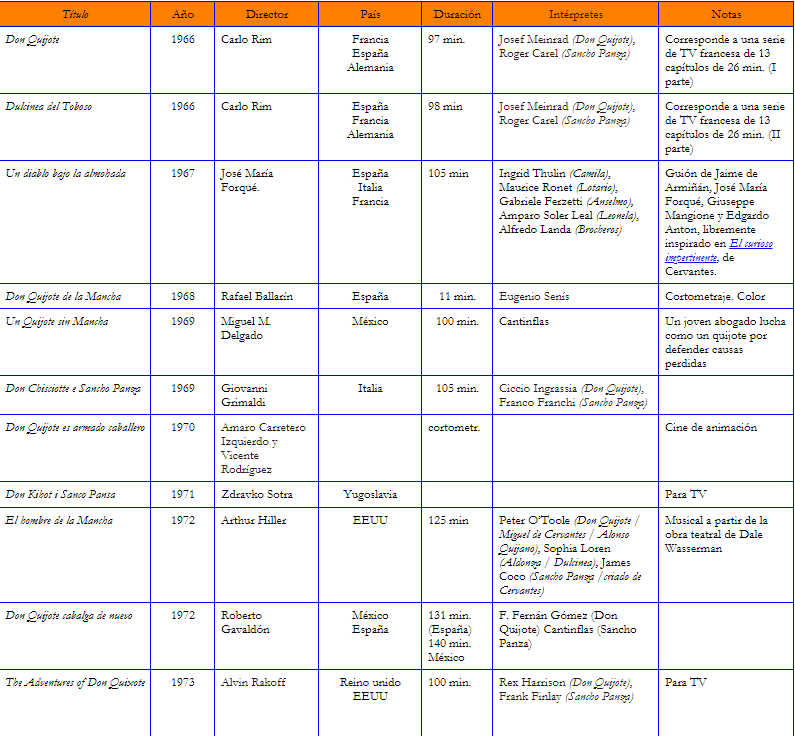 Título Año Director País Duración Intérpretes Notas
Don Quijote 1966 Carlo Rim Francia 97 min. Josef Meinrad (Don Quijote), Corresponde a una serie
España Roger Carel (Sancho Panza) de TV francesa de 13
Alemania capítulos de 26 min. (I
parte)
Dulcinea del Toboso 1966 Carlo Rim España 98 min Josef Meinrad (Don Quijote), Corresponde a una serie
Francia Roger Carel (Sancho Panza) de TV francesa de 13
Alemania capítulos de 26 min. (II
parte)
Un diablo bajo la almohada 1967 José María España 105 min Ingrid Thulin (Camila), Guión de Jaime de
Forqué. Italia Maurice Ronet (Lotario), Armiñán, José María
Francia Gabriele Ferzetti (Anselmo), Forqué, Giuseppe
Amparo Soler Leal (Leonela), Mangione y Edgardo
Alfredo Landa (Brocheros) Anton, libremente
inspirado en El curioso
impertinente, de
Cervantes.
Don Quijote de la Mancha 1968 Rafael Ballarín España 11 min. Eugenio Senís Cortometraje. Color
Un Quijote sin Mancha 1969 Miguel M. México 100 min. Cantinflas Un joven abogado lucha
Delgado como un quijote por
defender causas
perdidas
Don Chisciotte e Sancho Panza 1969 Giovanni Italia 105 min. Ciccio Ingrassia (Don Quijote),
Grimaldi Franco Franchi (Sancho Panza)
Don Quijote es armado caballero 1970 Amaro Carretero cortometr. Cine de animación
Izquierdo y
Vicente
Rodríguez
Don Kihot i Sanco Pansa 1971 Zdravko Sotra Yugoslavia Para TV
El hombre de la Mancha 1972 Arthur Hiller EEUU 125 min Peter O'Toole (Don Quijote / Musical a partir de la
Miguel de Cervantes / Alonso obra teatral de Dale
Quijano), Sophia Loren Wasserman
(Aldonza / Dulcinea), James
Coco (Sancho Panza /criado de
Cervantes)
Don Quijote cabalga de nuevo 1972 Roberto México 131 min. F. Fernán Gómez (Don
Gavaldón España (España) Quijote) Cantinflas (Sancho
140 min. Panza)
México
The Adventures of Don Quixote 1973 Alvin Rakoff Reino unido 100 min. Rex Harrison (Don Quijote), Para TV
EEUU Frank Finlay (Sancho Panza)